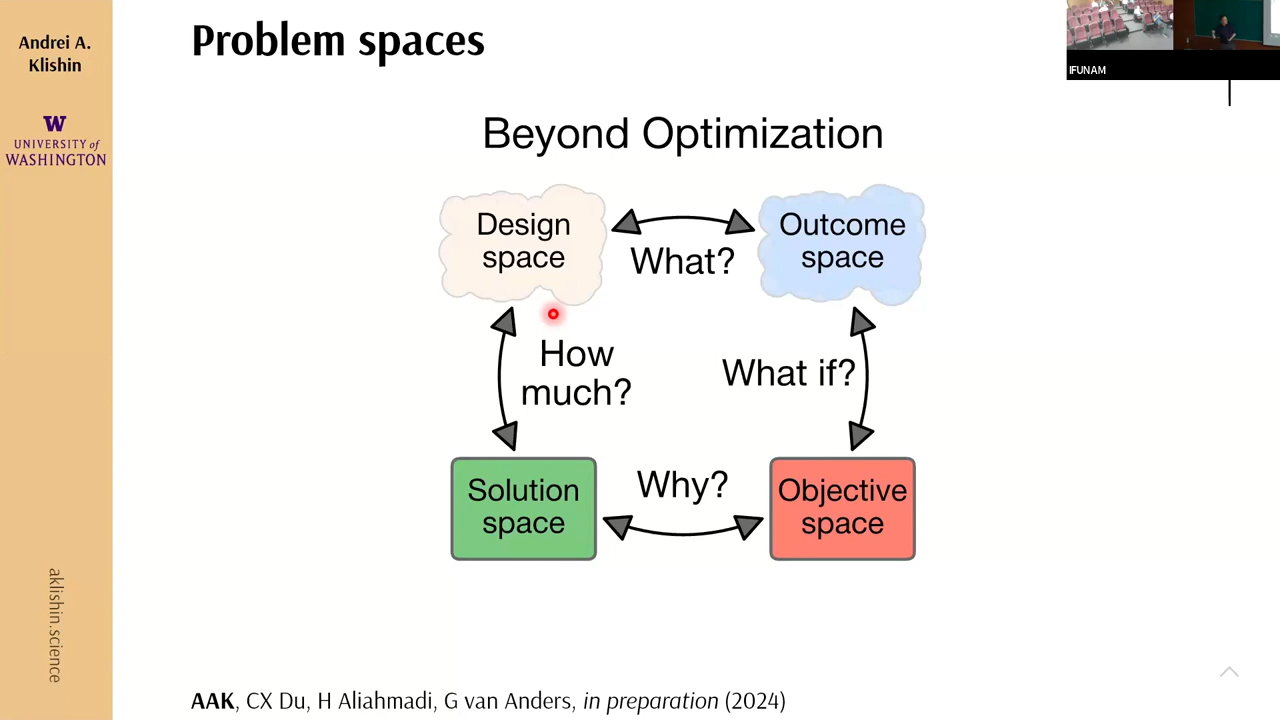 Andrei A.
Klishin
W
UNIVERSITY of
WASHINGTON
aklishin.science
Problem spaces
IFUNAM
Beyond Optimization
Design
space
What?
Outcome
space
How
much?
What if?
Solution
space
Why?
Objective
space
AAK, CX Du, H Aliahmadi, G van Anders, in preparation (2024)